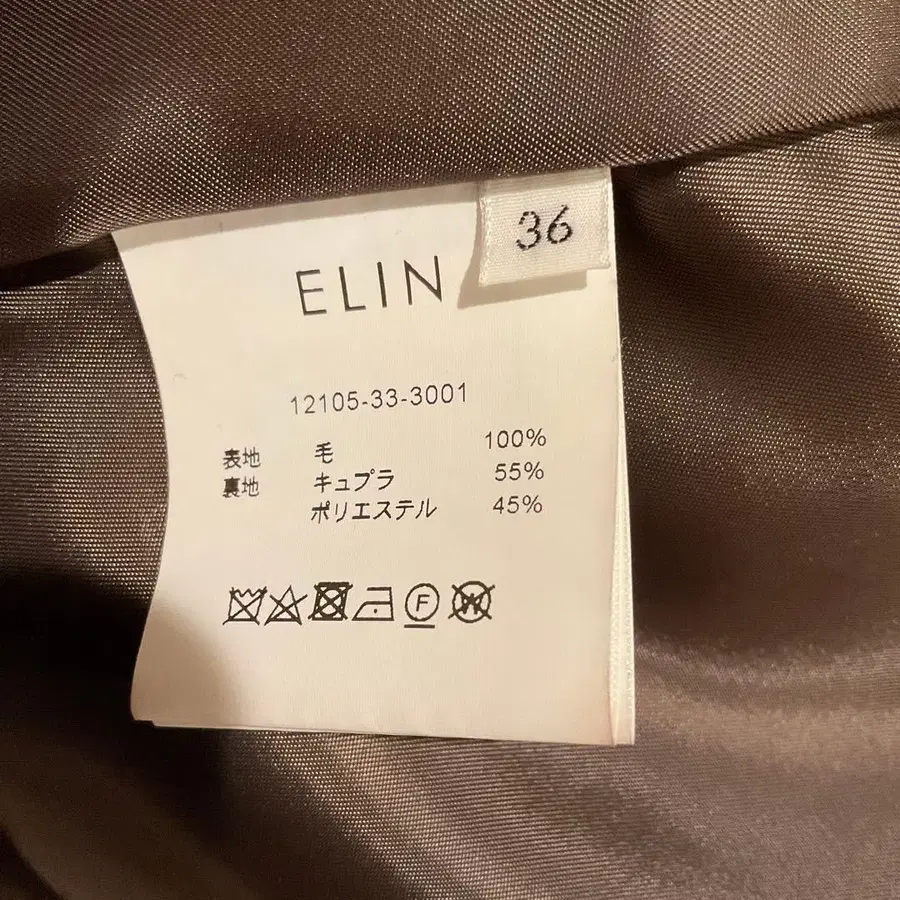 36
ELIN
12105-33-3001
表地 毛 100%
裏地 キュプラ 55%
ポリエステル 45%
F W